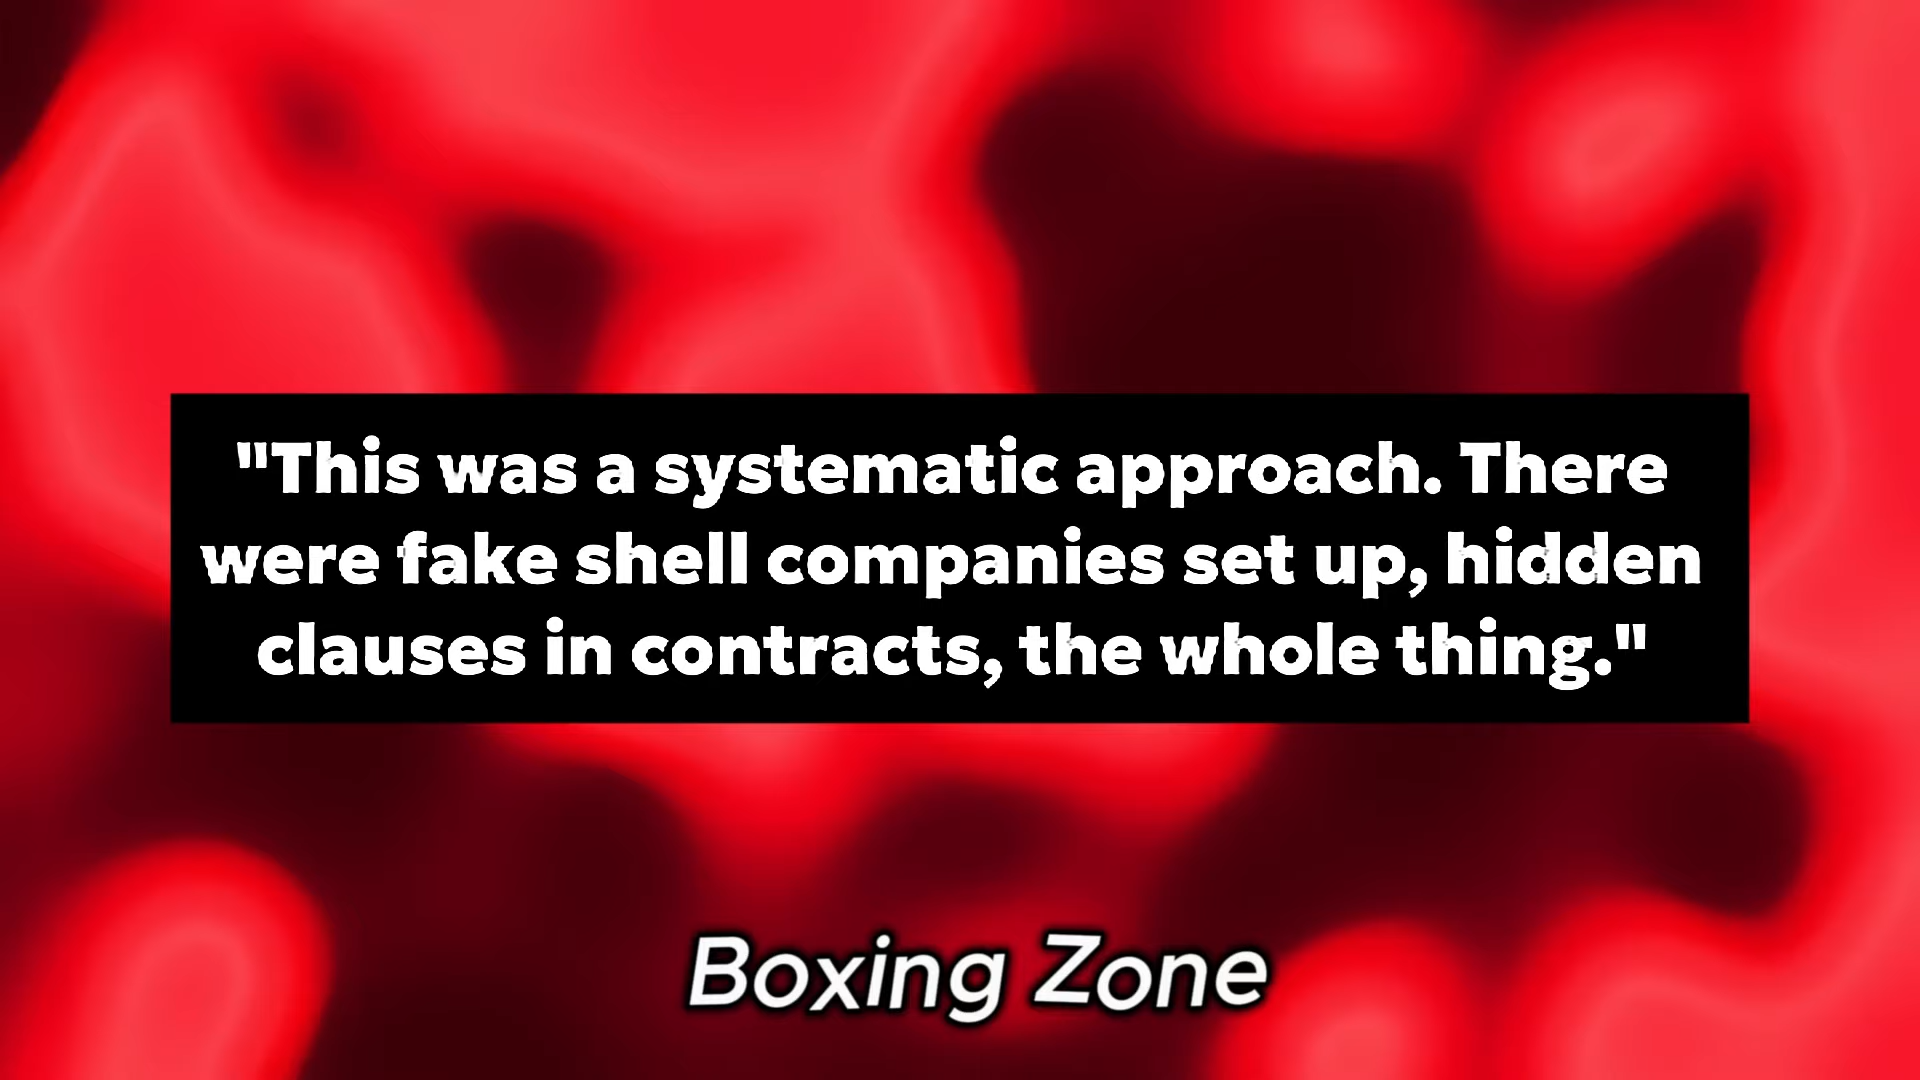 "This was a systematic approach. There
were fake shell companies set up, hidden
clauses in contracts, the whole thing."
Boxing Zone